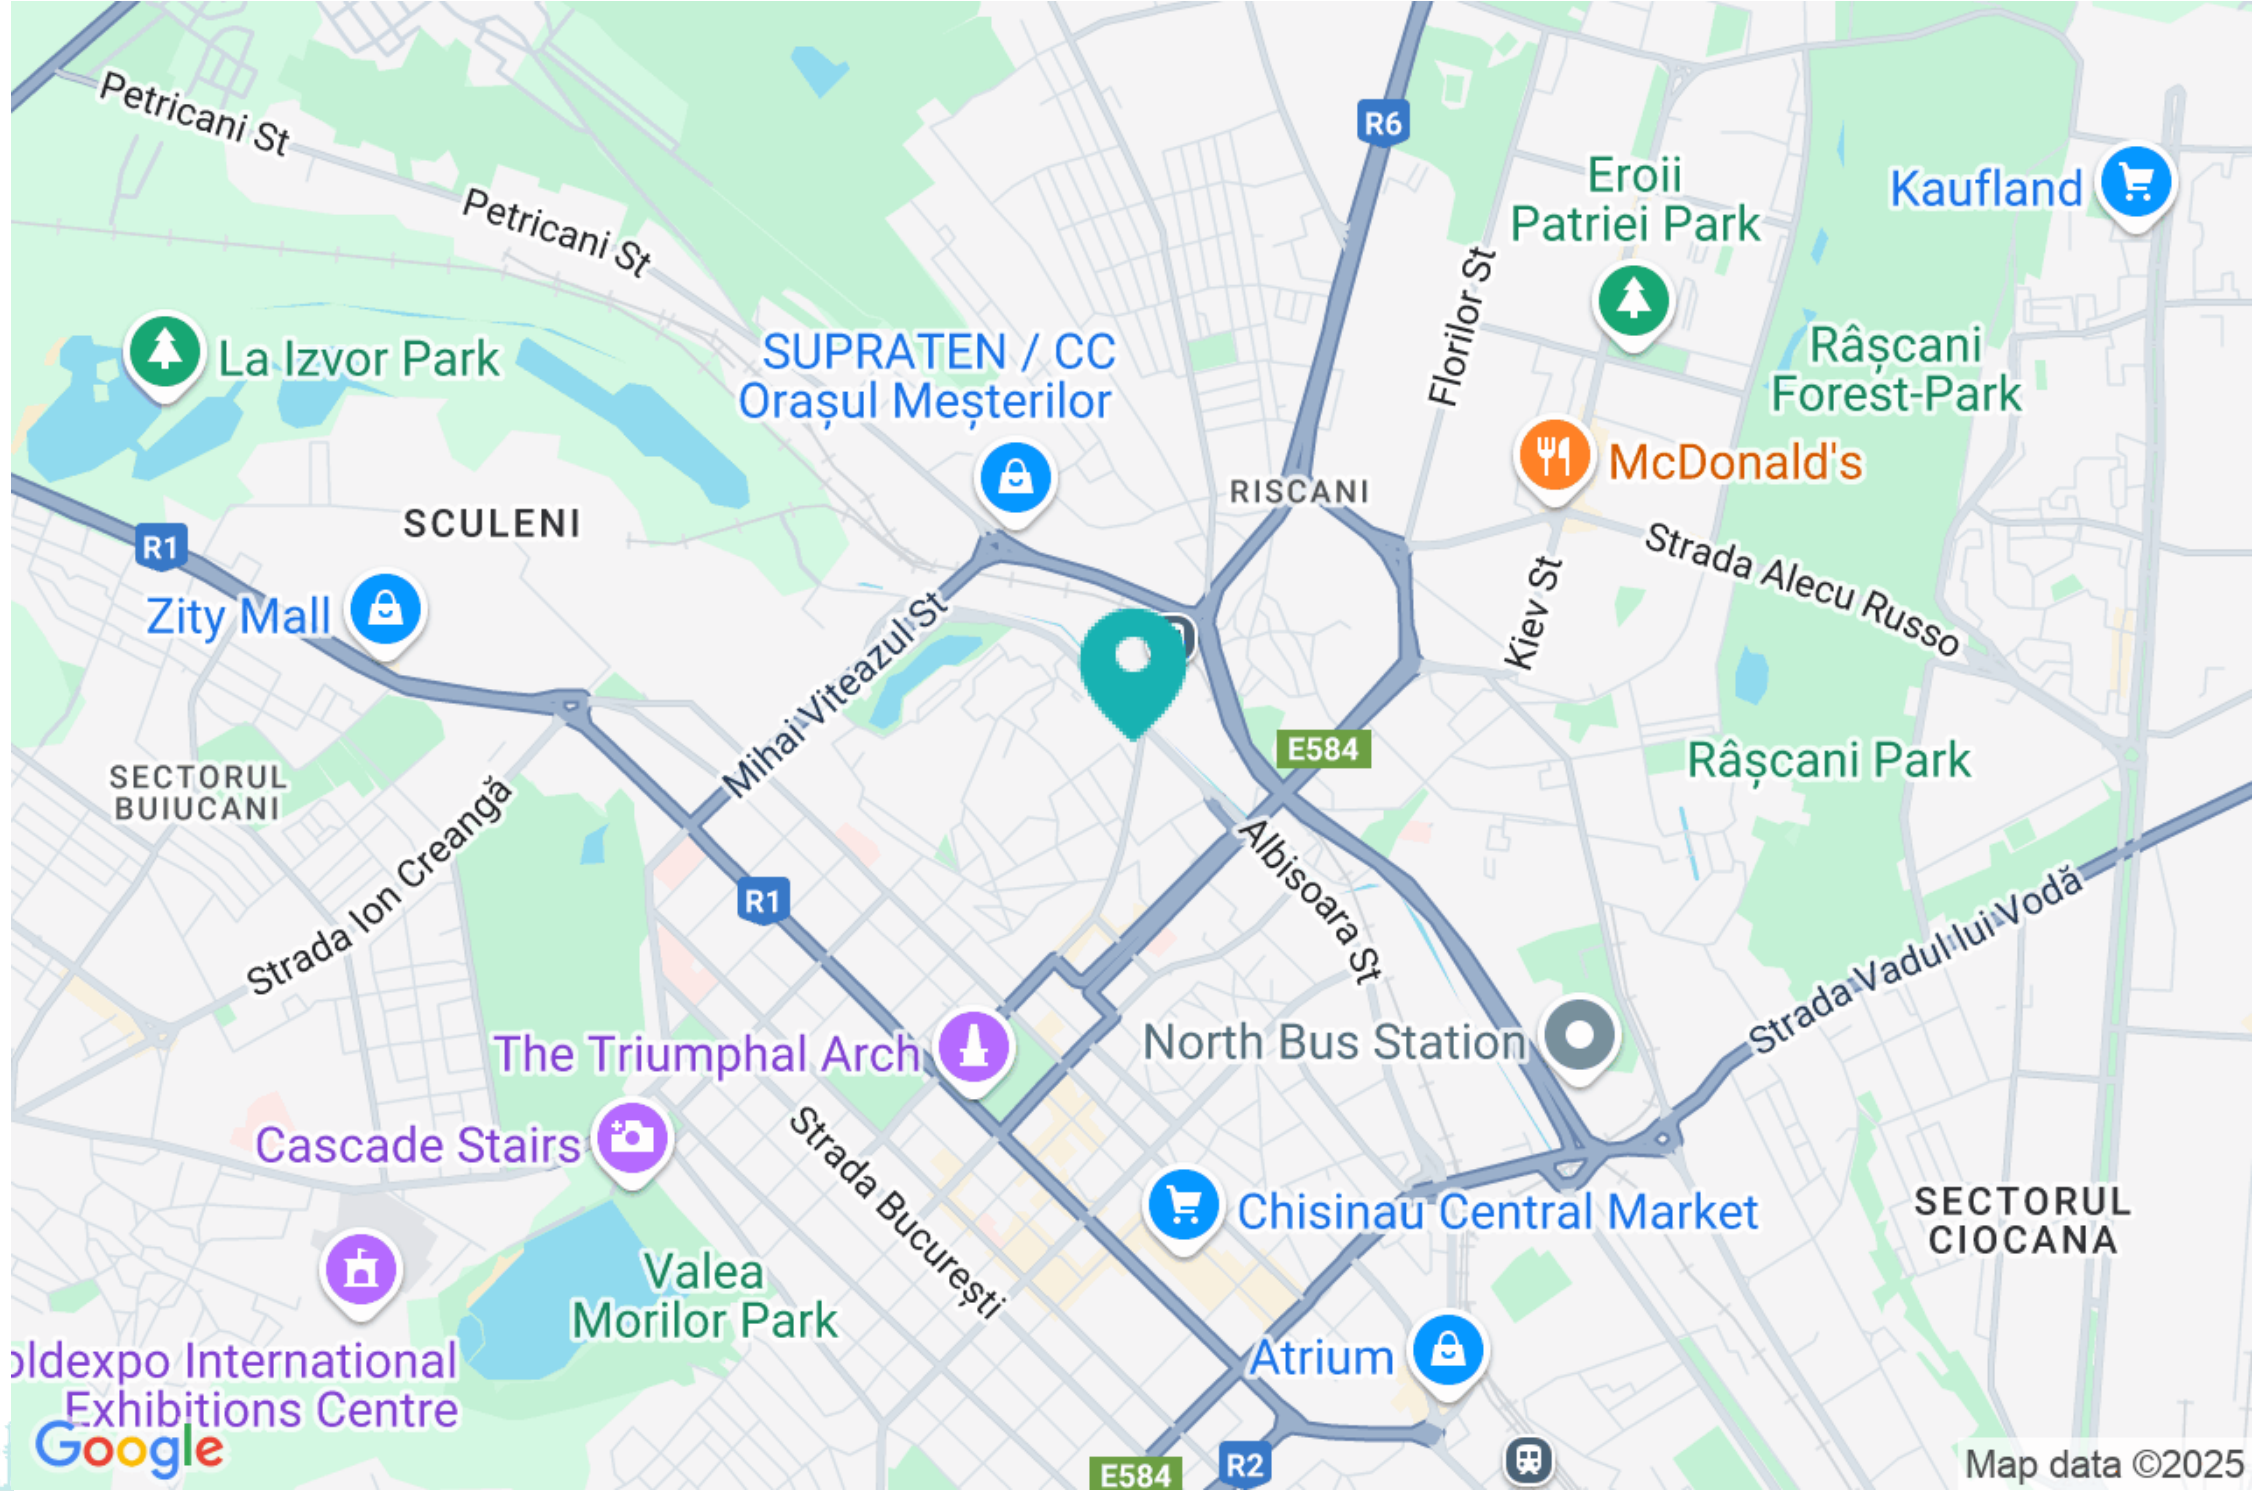 Petricani St
R6
Eroii
Patriei Park
Kaufland
Petricani St
Florilor St
La Izvor Park
SUPRATEN / CC
Orașul Meșterilor
Râșcani
Forest-Park
McDonald's
RISCANI
SCULENI
R1
Strada Alecu Russo
Zity Mall
Mihai Viteazul St
Kiev St
E584
Râșcani Park
SECTORUL
BUIUCANI
Strada Ion Creangă
R1
Albisoara St
Strada Vadul lui Vodă
The Triumphal Arch
North Bus Station
Cascade Stairs
Strada București
Chisinau Central Market
SECTORUL
CIOCANA
Valea
Morilor Park
oldexpo International
Exhibitions Centre
Atrium
Google
E584
R2
Map data ©2025